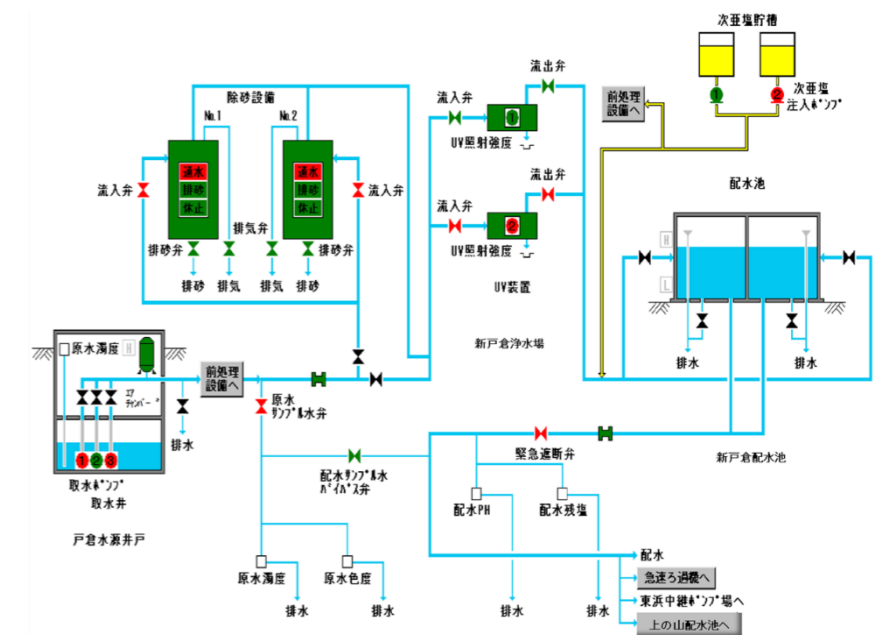 次亜塩貯槽
流出弁
除砂設備
流入弁
前処理
設備へ
①
②
次亜塩
注入ﾎﾟﾝﾌﾟ
№1
№2
①
UV照射強度
通水
排砂
休止
通水
排砂
休止
流出弁
配水池
流入弁
流入弁
流入弁
②
排気弁
排砂弁
排砂弁
UV照射強度
H
L
排砂
排気
排気
排砂
UV装置
新戸倉浄水場
原水濁度
H
排水
排水
前処理
設備へ
ｴｱ
ﾁｬﾝﾊﾞｰ
原水
ｻﾝﾌﾟﾙ水弁
排水
緊急遮断弁
新戸倉配水池
①
②
③
取水ﾎﾟﾝﾌﾟ
取水井
配水ｻﾝﾌﾟﾙ水
ﾊﾞｲﾊﾟｽ弁
配水PH
配水残塩
戸倉水源井戸
配水
原水濁度
原水色度
急速ろ過機へ
東浜中継ﾎﾟﾝﾌﾟ場へ
排水
排水
排水
排水
上の山配水池へ